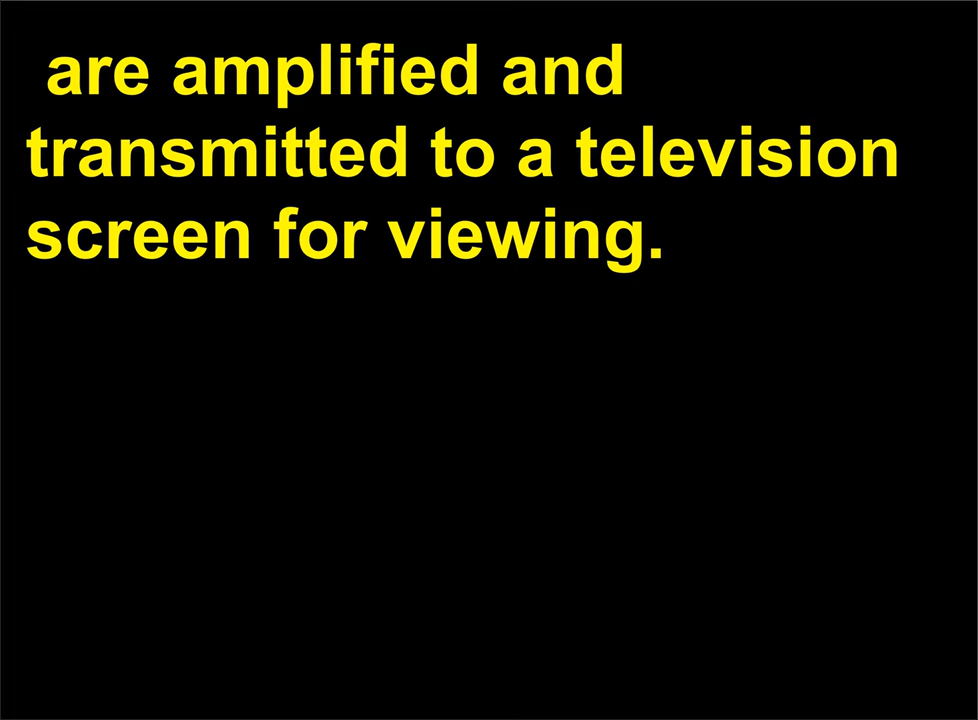 are amplified and
transmitted to a television
screen for viewing.